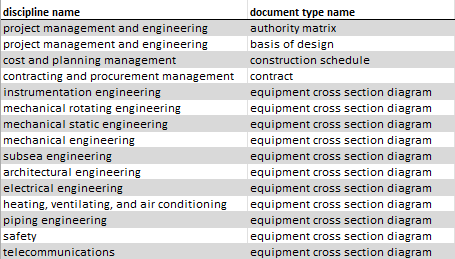 discipline name document type name
project management and engineering authority matrix
project management and engineering basis of design
cost and planning management construction schedule
contracting and procurement management contract
instrumentation engineering equipment cross section diagram
mechanical rotating engineering equipment cross section diagram
mechanical static engineering equipment cross section diagram
mechanical engineering equipment cross section diagram
subsea engineering equipment cross section diagram
architectural engineering equipment cross section diagram
electrical engineering equipment cross section diagram
heating, ventilating, and air conditioning equipment cross section diagram
piping engineering equipment cross section diagram
safety equipment cross section diagram
telecommunications equipment cross section diagram